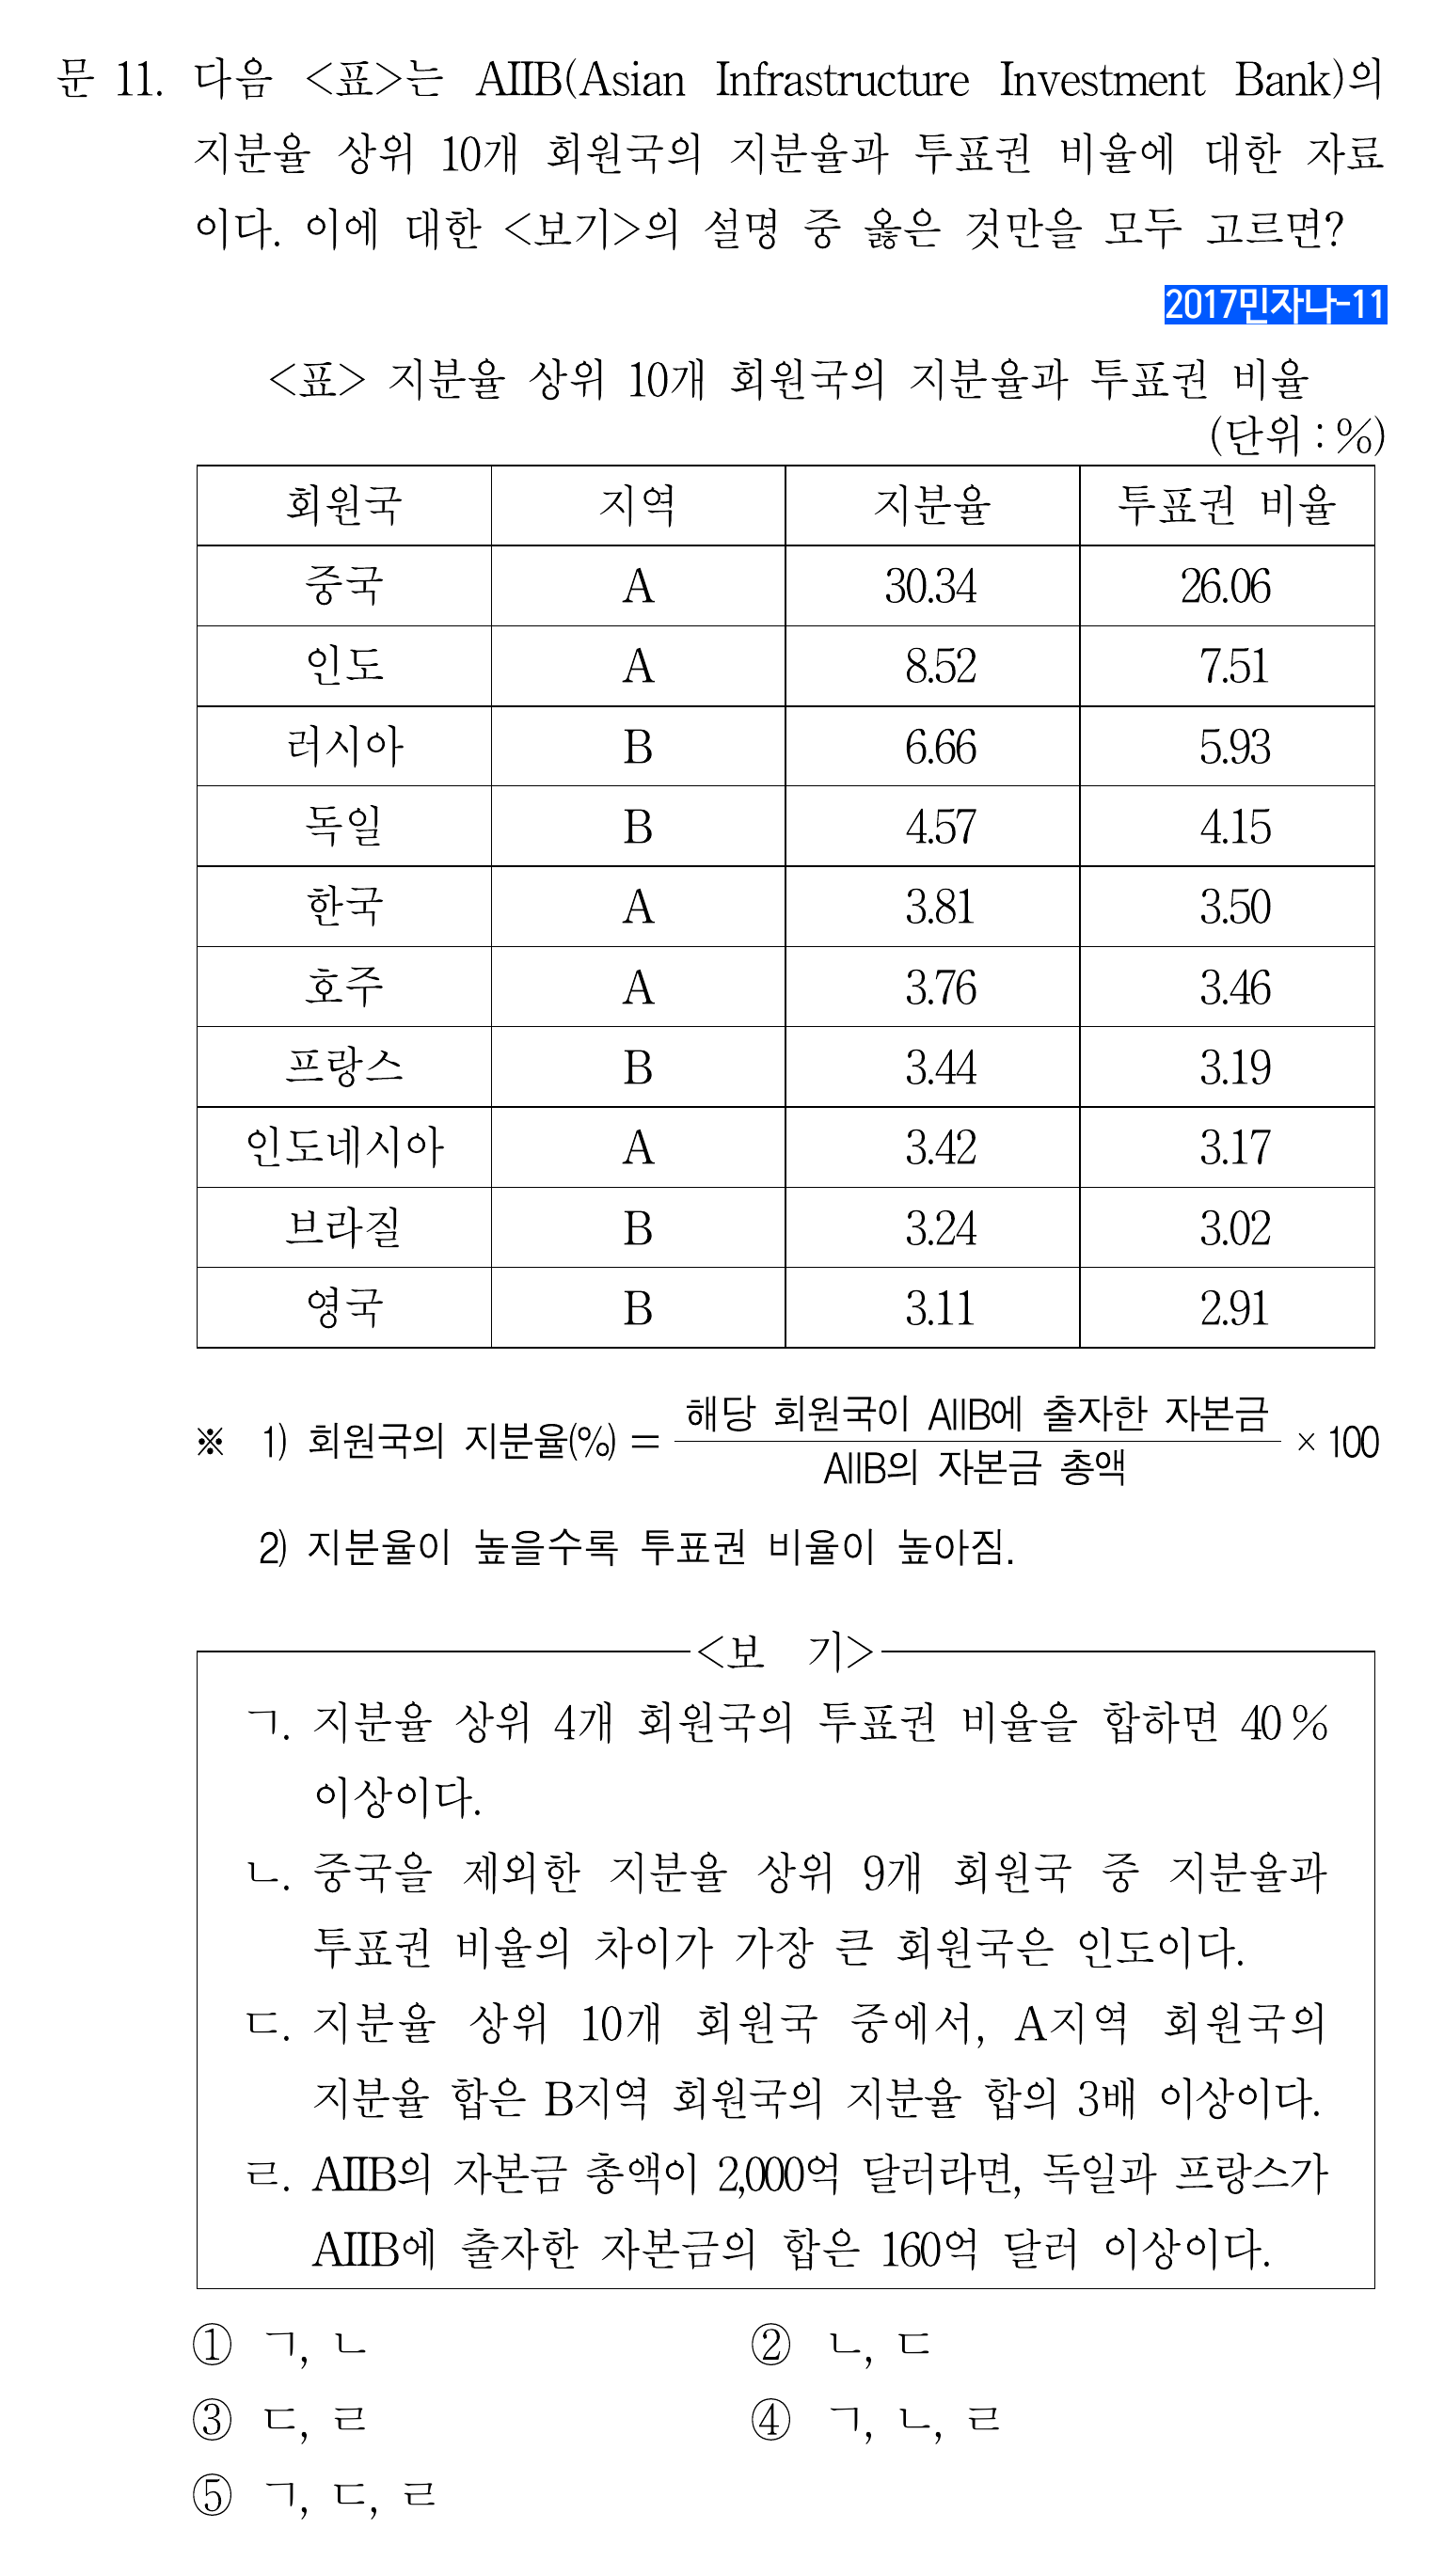 문 11. 다음 <표>는 AIIB(Asian Infrastructure Investment Bank)의
지분율 상위 10개 회원국의 지분율과 투표권 비율에 대한 자료
이다. 이에 대한 <보기>의 설명 중 옳은 것만을 모두 고르면?
2017민자나-11
<표> 지분율 상위 10개 회원국의 지분율과 투표권 비율
(단위 : %)
회원국 지역 지분율 투표권 비율
중국 A 30.34 26.06
인도 A 8.52 7.51
러시아 B 6.66 5.93
독일 B 4.57 4.15
한국 A 3.81 3.50
호주 A 3.76 3.46
프랑스 B 3.44 3.19
인도네시아 A 3.42 3.17
브라질 B 3.24 3.02
영국 B 3.11 2.91
※ 1) 회원국의 지분율(%) = 해당 회원국이 AIIB에 출자한 자본금 / AIIB의 자본금 총액 × 100
2) 지분율이 높을수록 투표권 비율이 높아짐.
<보 기>
ㄱ. 지분율 상위 4개 회원국의 투표권 비율을 합하면 40 %
이상이다.
ㄴ. 중국을 제외한 지분율 상위 9개 회원국 중 지분율과
투표권 비율의 차이가 가장 큰 회원국은 인도이다.
ㄷ. 지분율 상위 10개 회원국 중에서, A지역 회원국의
지분율 합은 B지역 회원국의 지분율 합의 3배 이상이다.
ㄹ. AIIB의 자본금 총액이 2,000억 달러라면, 독일과 프랑스가
AIIB에 출자한 자본금의 합은 160억 달러 이상이다.
① ㄱ, ㄴ ② ㄴ, ㄷ
③ ㄷ, ㄹ ④ ㄱ, ㄴ, ㄹ
⑤ ㄱ, ㄷ, ㄹ